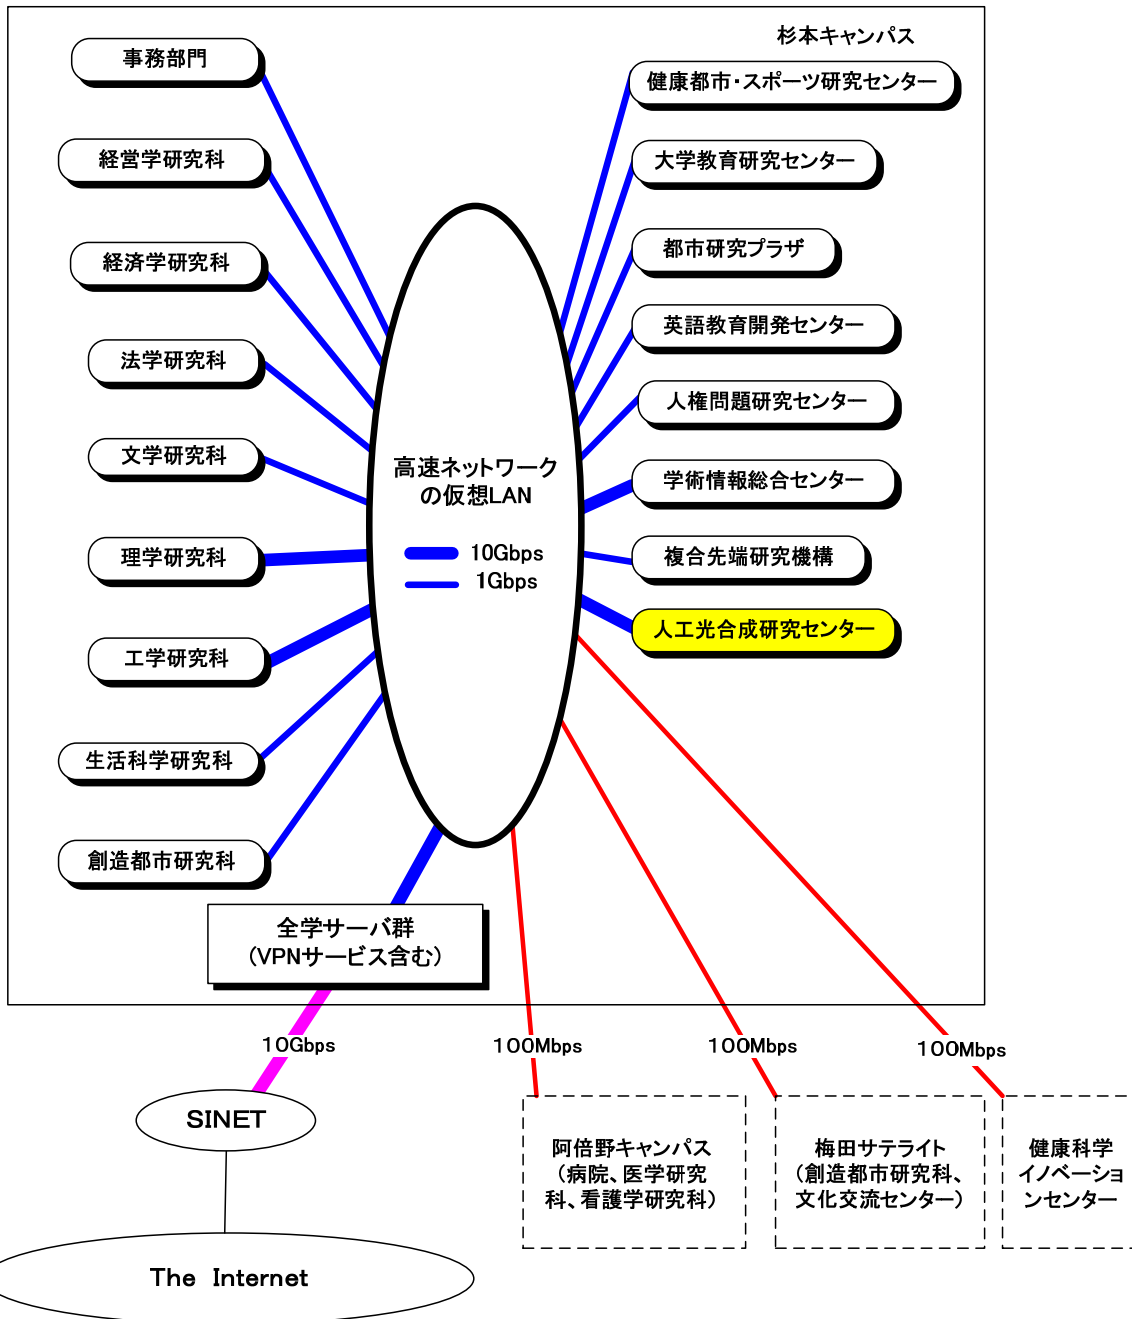 杉本キャンパス
事務部門
経営学研究科
経済学研究科
法学研究科
文学研究科
理学研究科
工学研究科
生活科学研究科
創造都市研究科
健康都市・スポーツ研究センター
大学教育研究センター
都市研究プラザ
英語教育開発センター
人権問題研究センター
学術情報総合センター
複合先端研究機構
人工光合成研究センター
高速ネットワーク
の仮想LAN
10Gbps
1Gbps
全学サーバ群
(VPNサービス含む)
10Gbps
100Mbps
100Mbps
100Mbps
SINET
The Internet
阿倍野キャンパス
(病院、医学研究
科、看護学研究科)
梅田サテライト
(創造都市研究科、
文化交流センター)
健康科学
イノベーショ
ンセンター